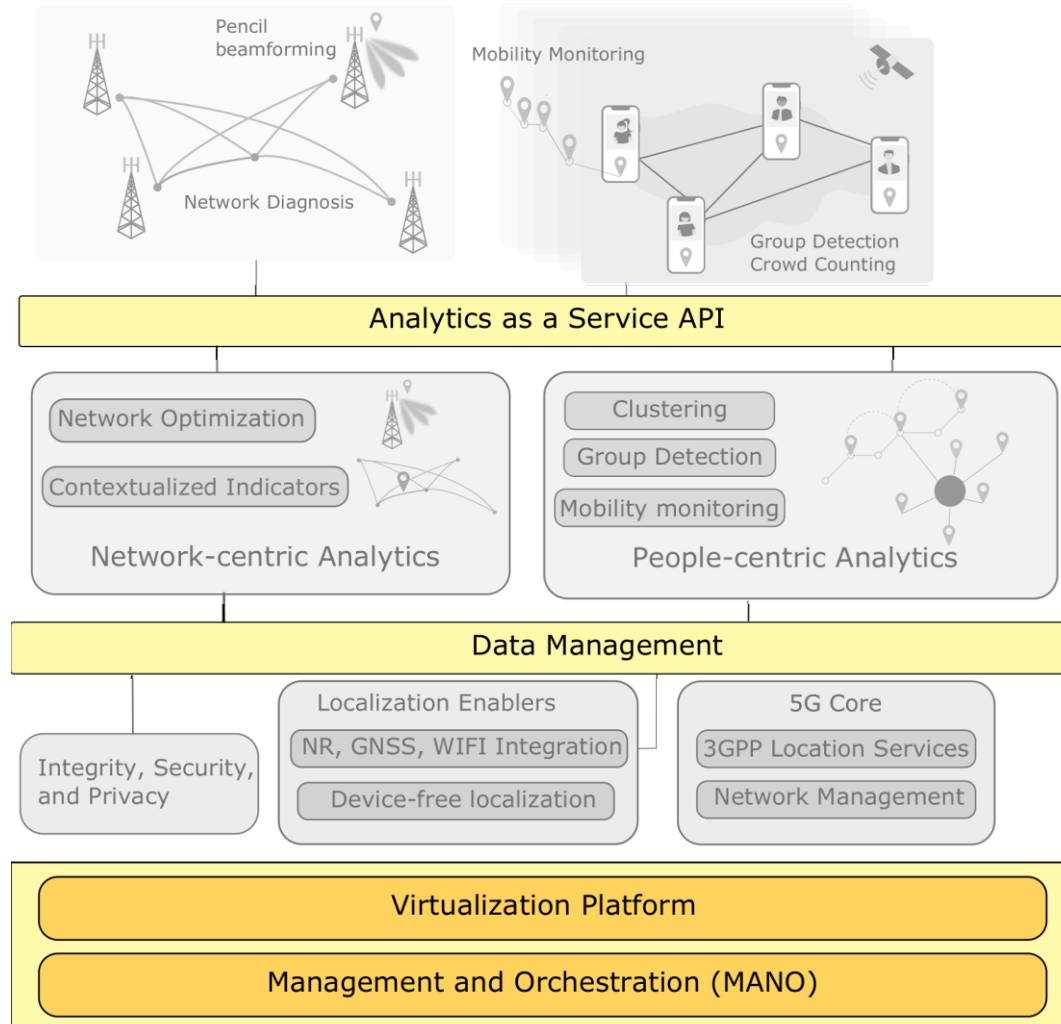 Pencil
beamforming
Network Diagnosis
Mobility Monitoring
Group Detection
Crowd Counting
Analytics as a Service API
Network Optimization
Contextualized Indicators
Network-centric Analytics
Clustering
Group Detection
Mobility monitoring
People-centric Analytics
Data Management
Integrity, Security,
and Privacy
Localization Enablers
NR, GNSS, WIFI Integration
Device-free localization
5G Core
3GPP Location Services
Network Management
Virtualization Platform
Management and Orchestration (MANO)